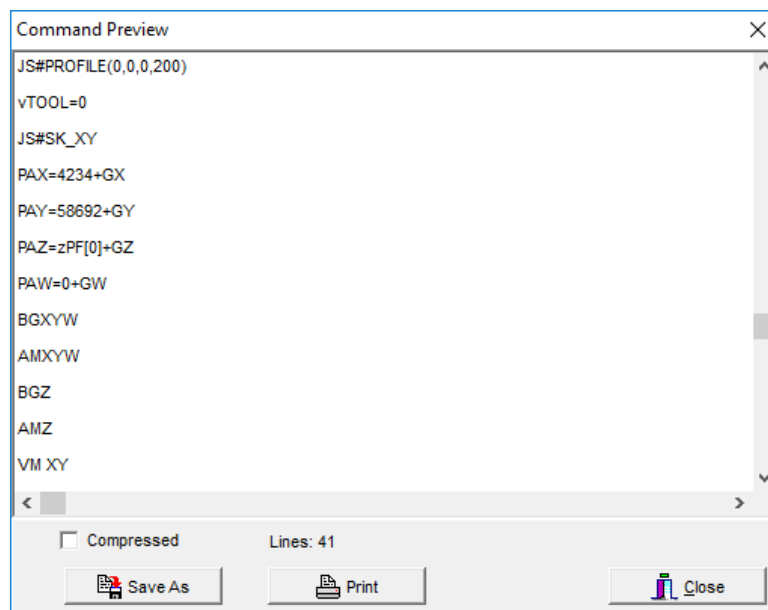 Command Preview
JS#PROFILE(0,0,0,200)
vTOOL=0
JS#SK_XY
PAX=4234+GX
PAY=58692+GY
PAZ=zPF[0]+GZ
PAW=0+GW
BGXYW
AMXYW
BGZ
AMZ
VM XY
Compressed
Lines: 41
Save As
Print
Close